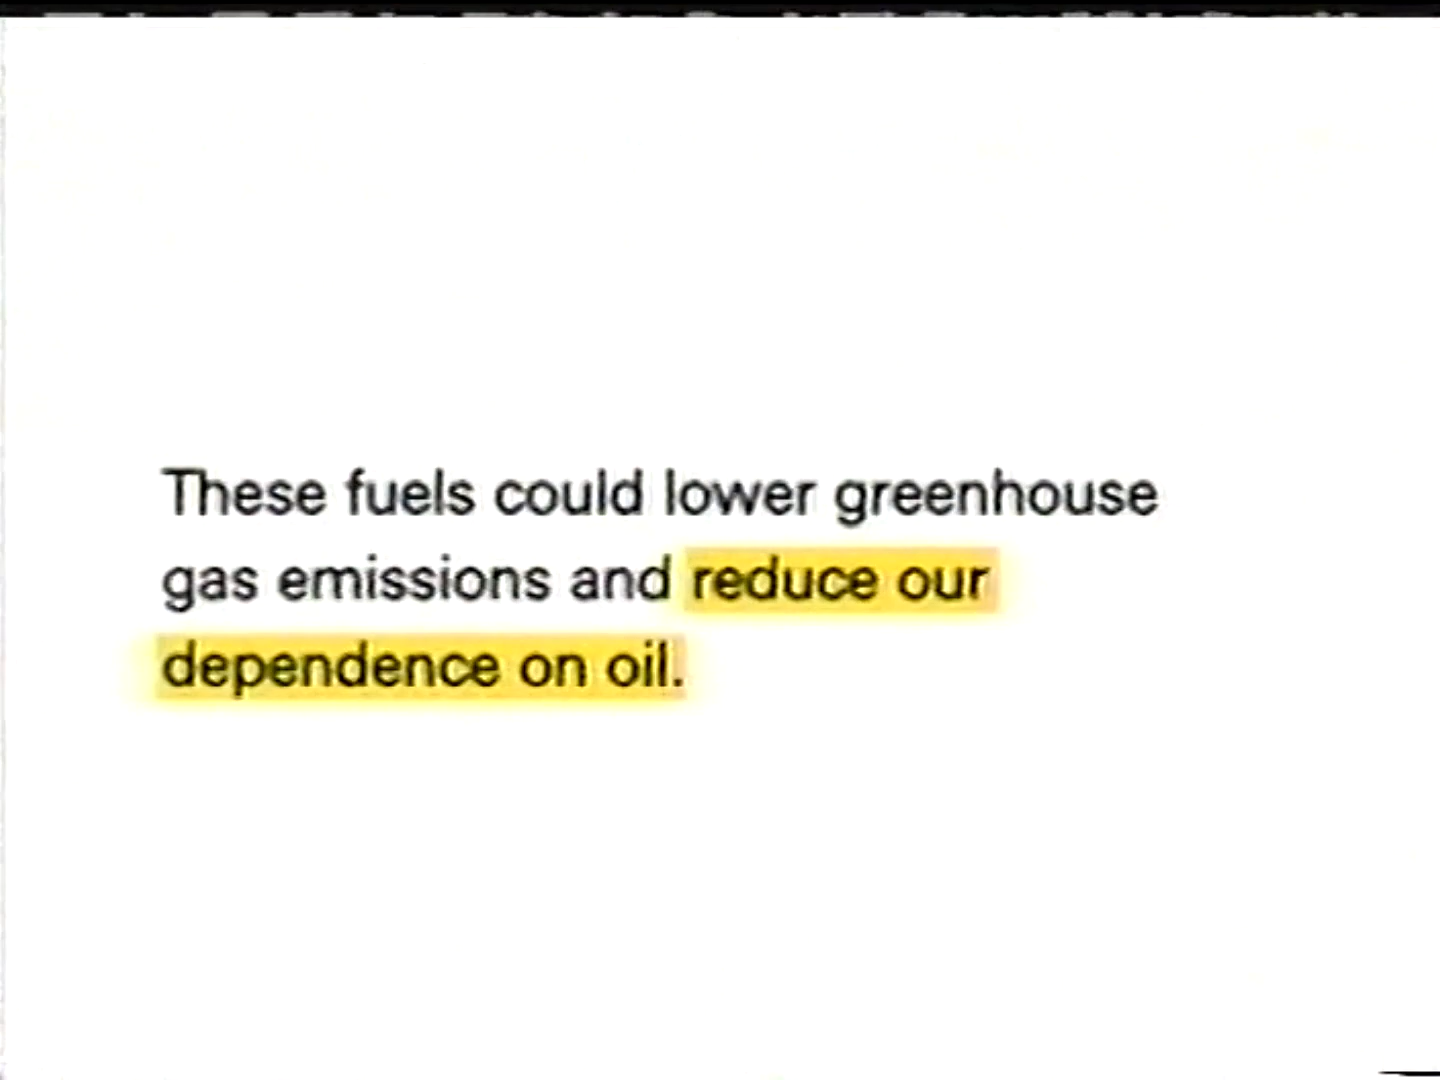 These fuels could lower greenhouse
gas emissions and reduce our
dependence on oil.